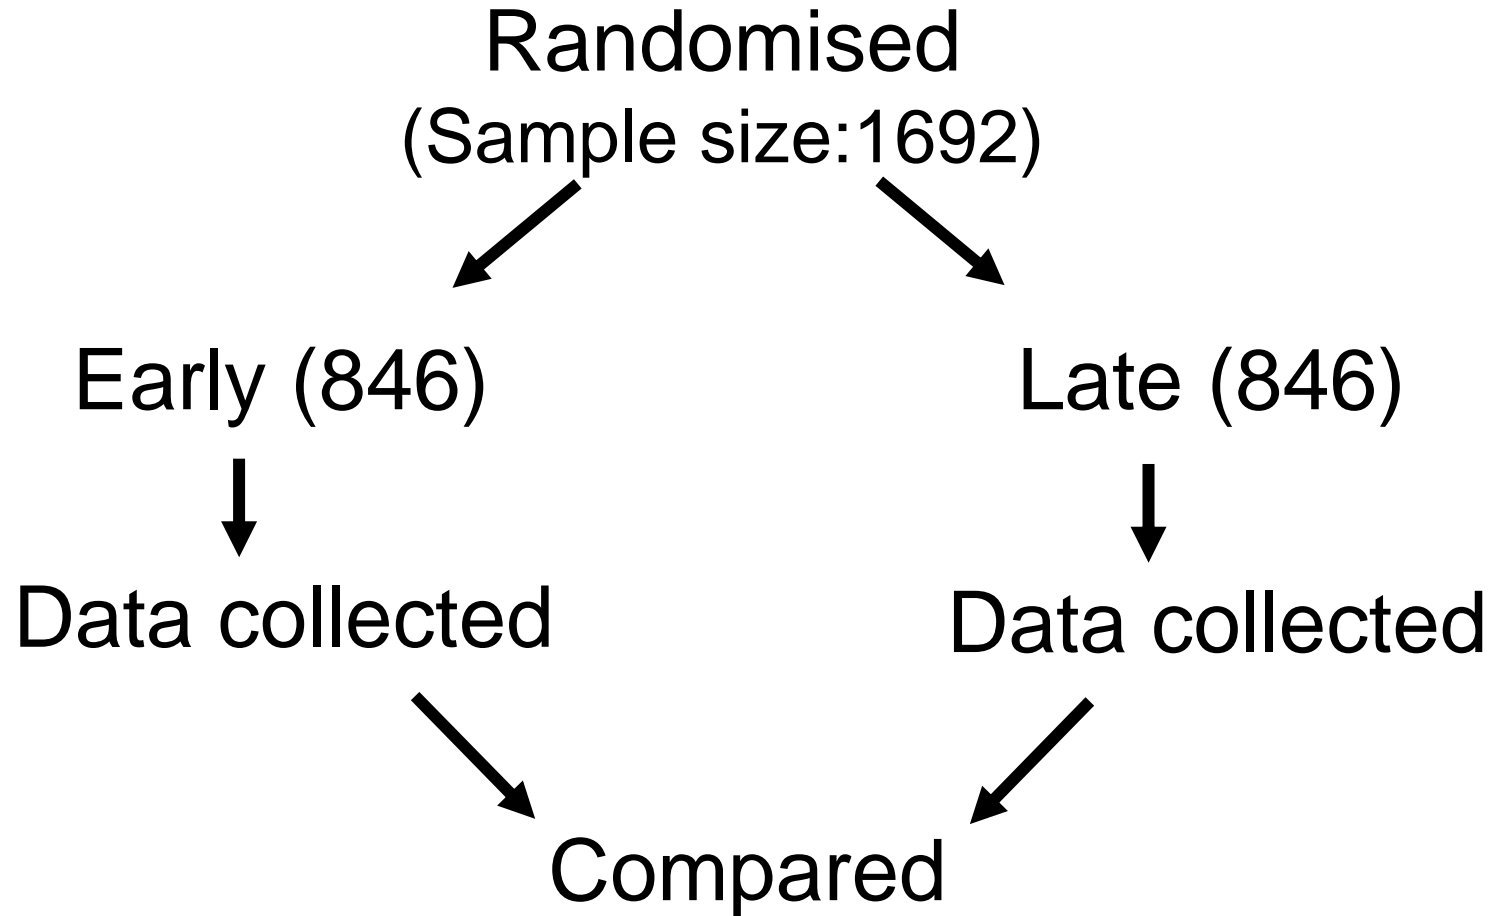 Randomised
(Sample size:1692)
Early (846)
Late (846)
Data collected
Data collected
Compared